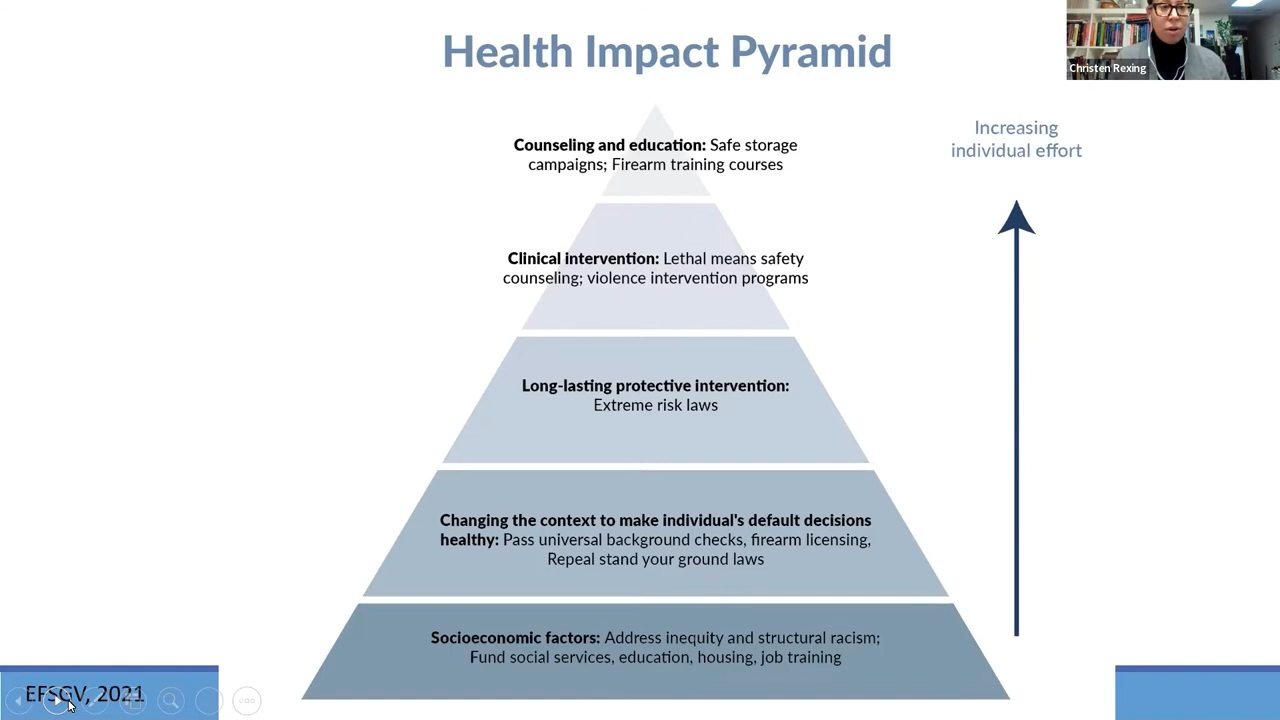 Health Impact Pyramid
Christen Rexing
Counseling and education: Safe storage
campaigns; Firearm training courses
Increasing
individual effort
Clinical intervention: Lethal means safety
counseling; violence intervention programs
Long-lasting protective intervention:
Extreme risk laws
Changing the context to make individual's default decisions
healthy: Pass universal background checks, firearm licensing,
Repeal stand your ground laws
Socioeconomic factors: Address inequity and structural racism;
Fund social services, education, housing, job training
EFSGV, 2021